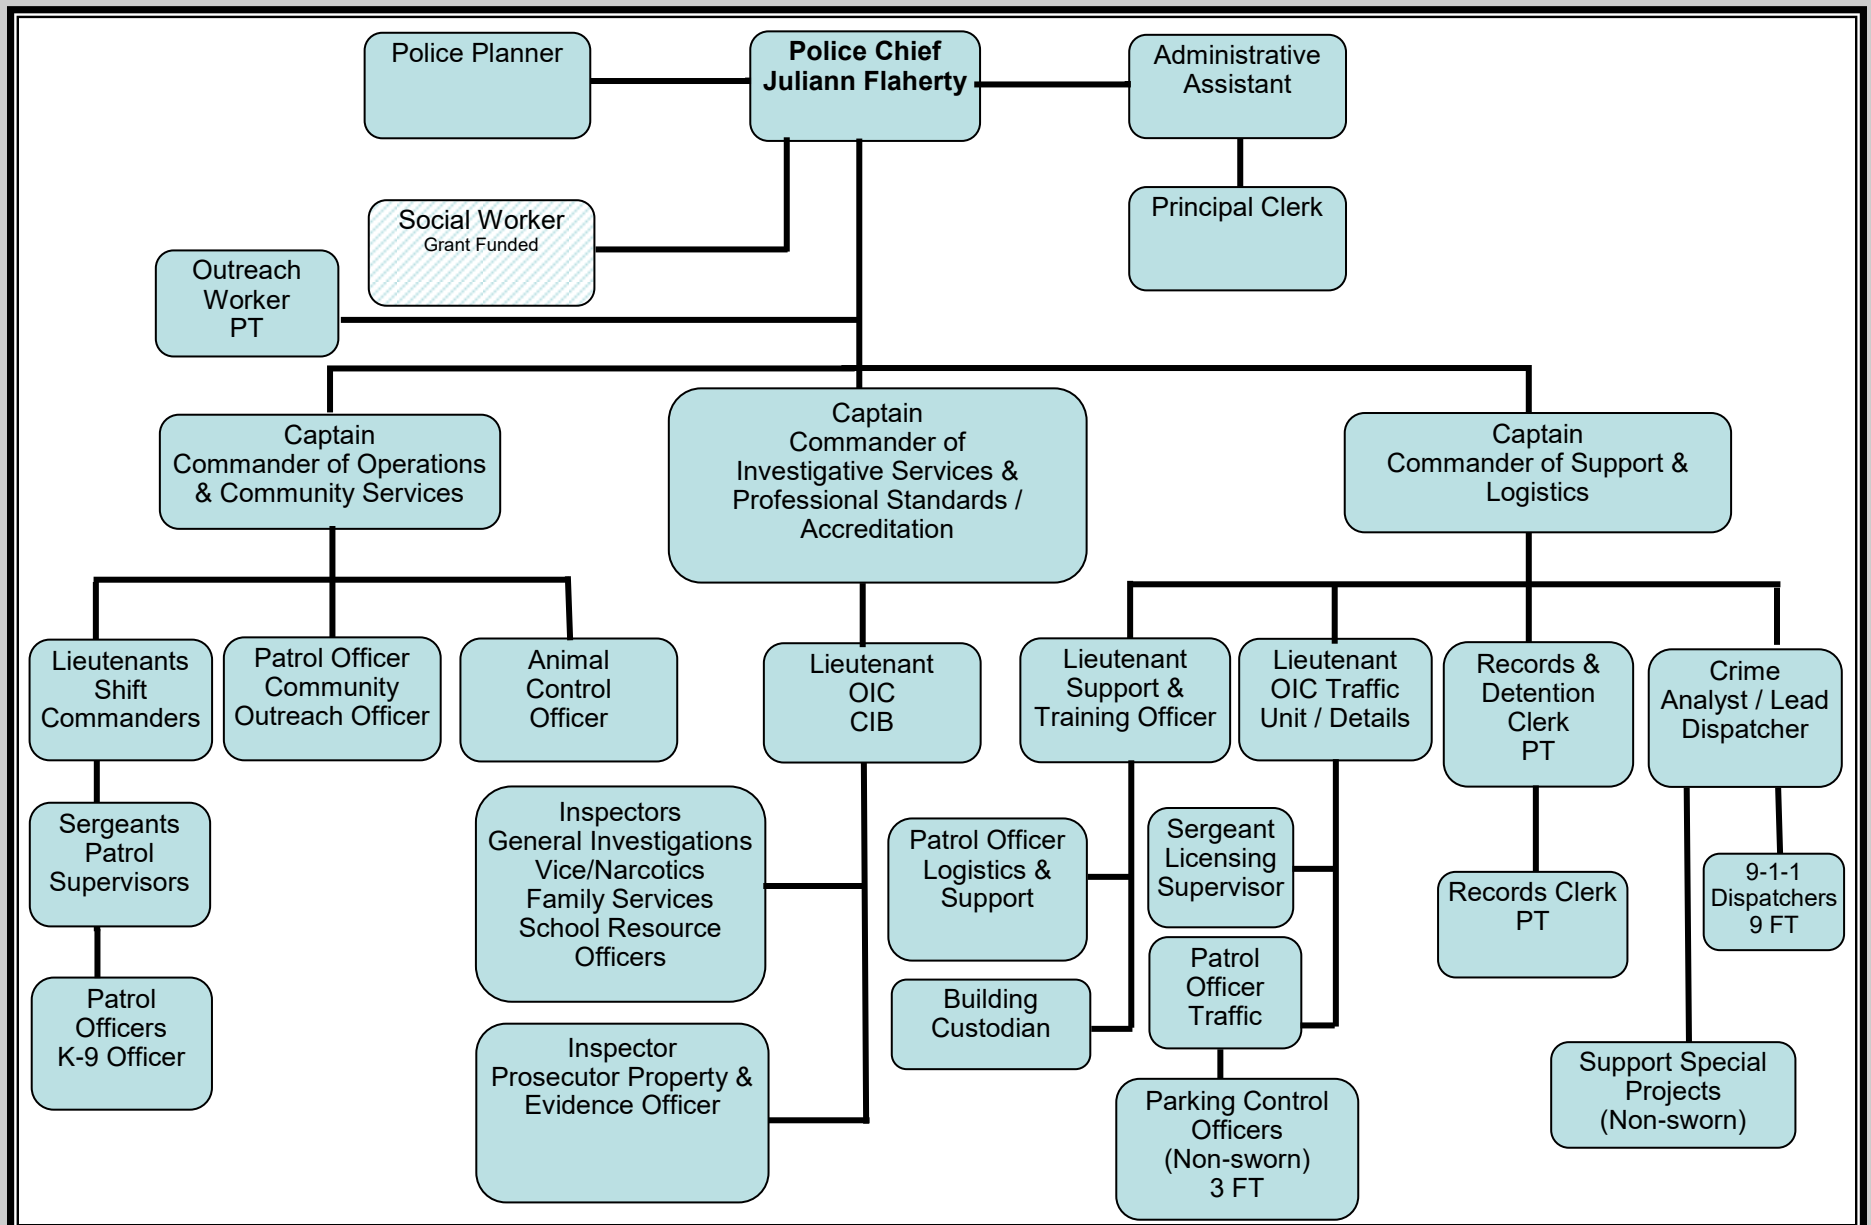 Police Planner
Police Chief
Juliann Flaherty
Administrative
Assistant
Principal Clerk
Social Worker
Grant Funded
Outreach
Worker
PT
Captain
Commander of Operations
& Community Services
Captain
Commander of
Investigative Services &
Professional Standards /
Accreditation
Captain
Commander of Support &
Logistics
Lieutenants
Shift
Commanders
Patrol Officer
Community
Outreach Officer
Animal
Control
Officer
Lieutenant
OIC
CIB
Lieutenant
Support &
Training Officer
Lieutenant
OIC Traffic
Unit / Details
Records &
Detention
Clerk
PT
Crime
Analyst / Lead
Dispatcher
Sergeants
Patrol
Supervisors
Inspectors
General Investigations
Vice/Narcotics
Family Services
School Resource
Officers
Patrol Officer
Logistics &
Support
Sergeant
Licensing
Supervisor
Records Clerk
PT
9-1-1
Dispatchers
9 FT
Patrol
Officers
K-9 Officer
Inspector
Prosecutor Property &
Evidence Officer
Building
Custodian
Patrol
Officer
Traffic
Parking Control
Officers
(Non-sworn)
3 FT
Support Special
Projects
(Non-sworn)